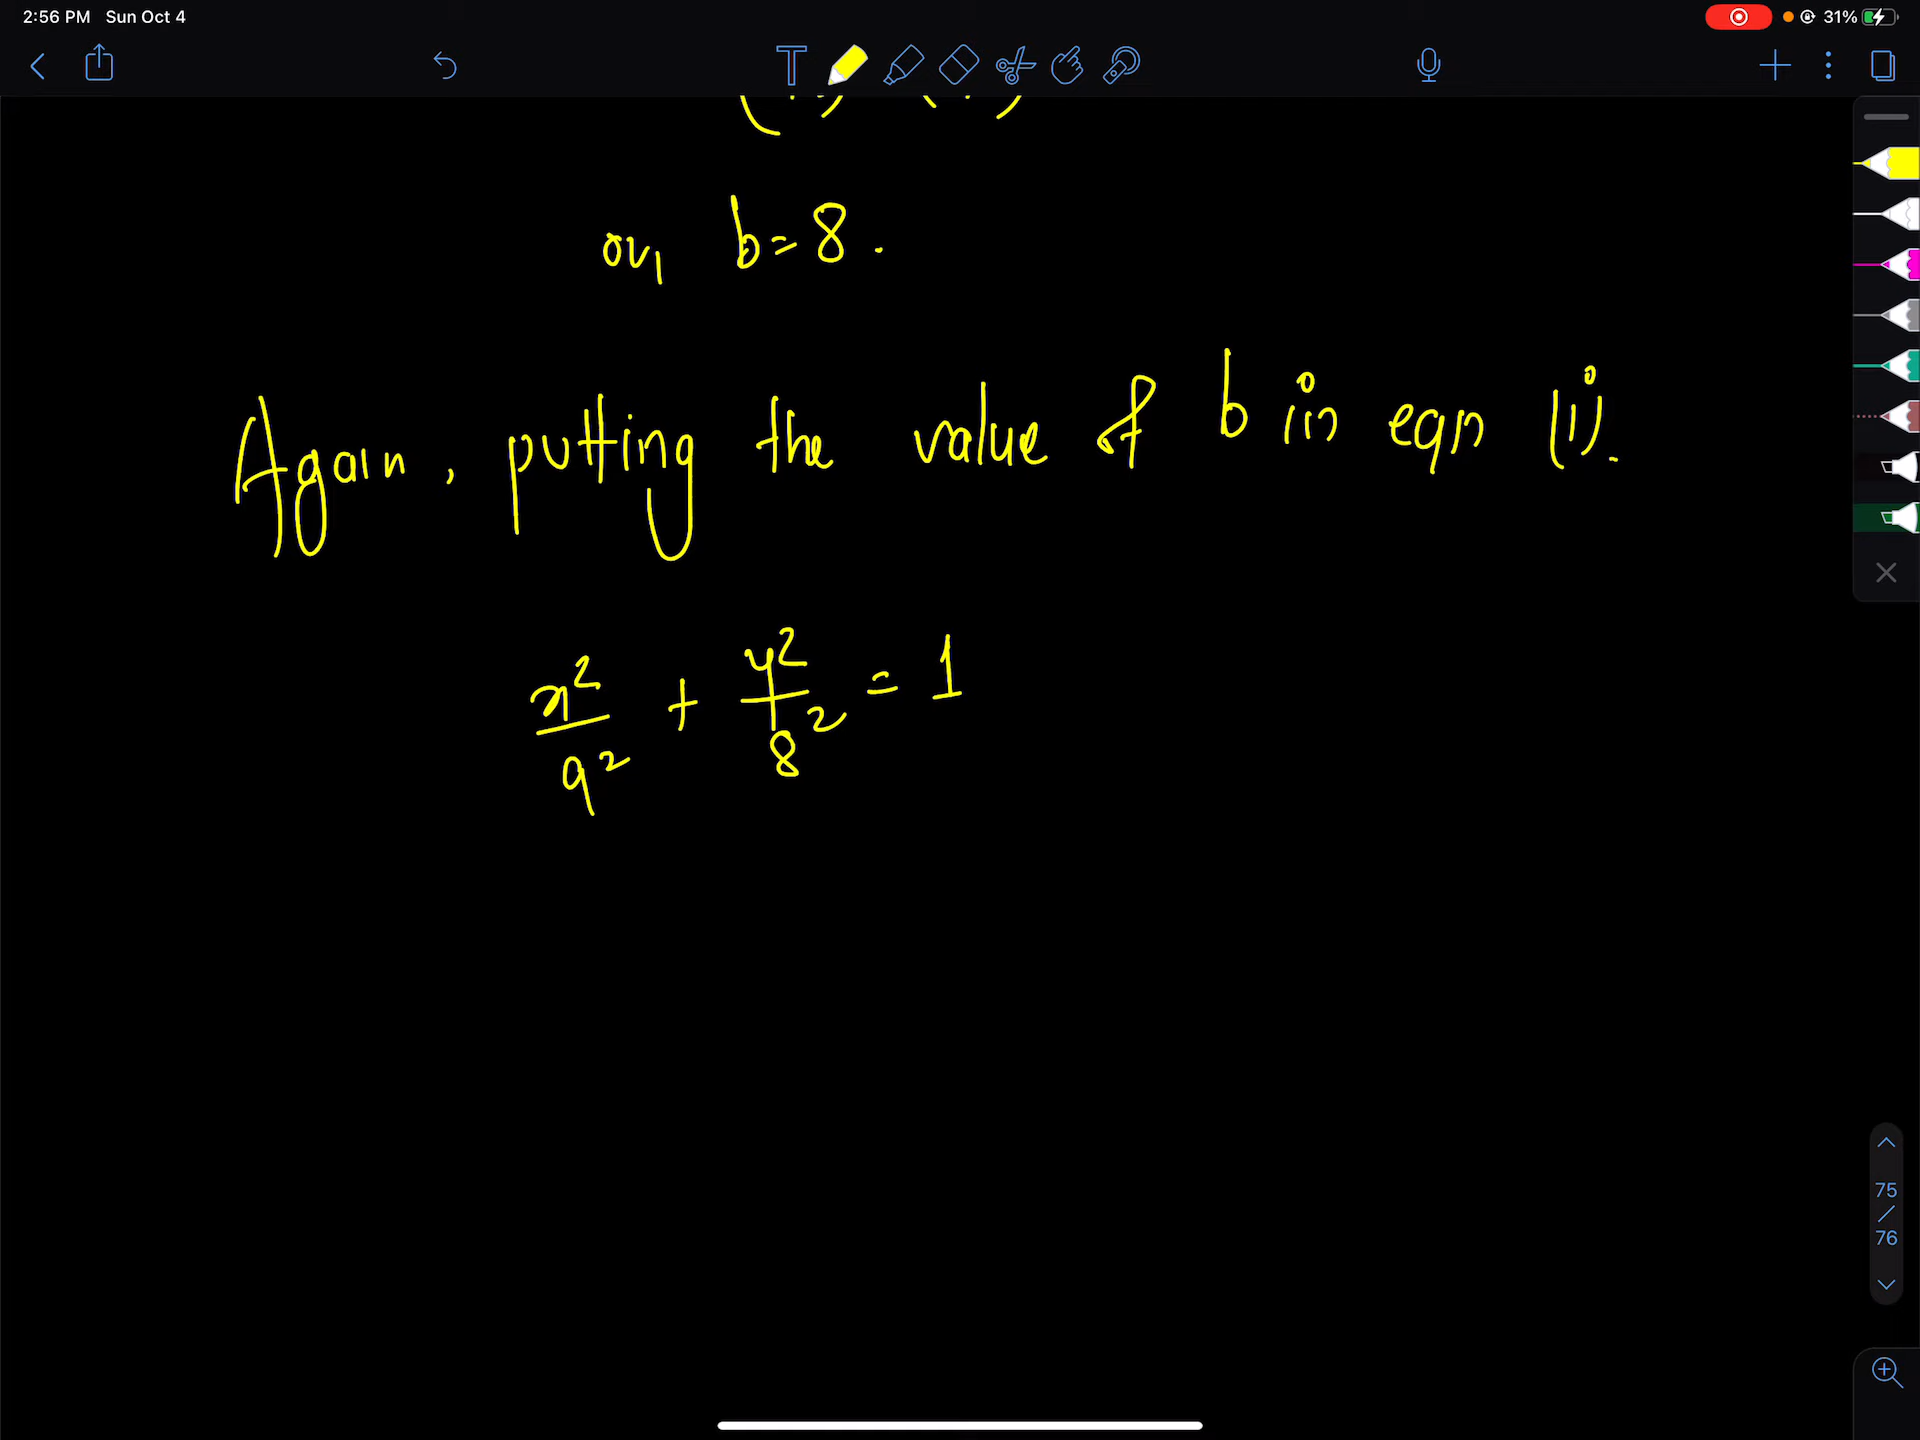 2:56 PM Sun Oct 4
31%
or, b=8.
Again, putting the value of b in eqn (i).
x²/9² + y²/8² = 1
75
/
76